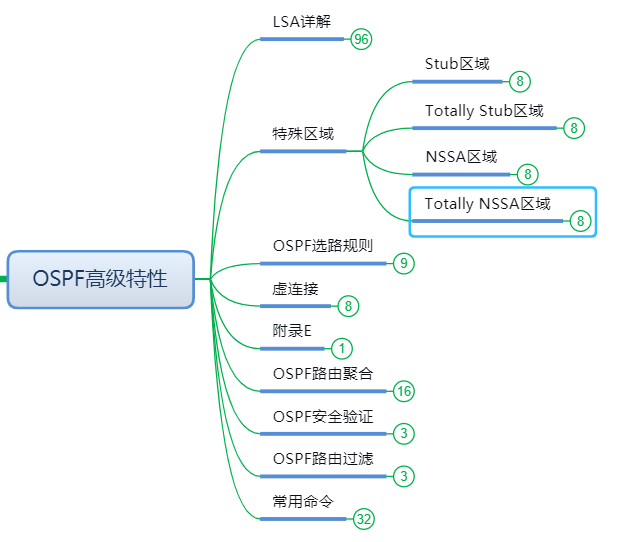 LSA详解
96
Stub区域
8
Totally Stub区域
8
特殊区域
NSSA区域
8
Totally NSSA区域
8
OSPF高级特性
OSPF选路规则
9
虚连接
8
附录E
1
OSPF路由聚合
16
OSPF安全验证
3
OSPF路由过滤
3
常用命令
32